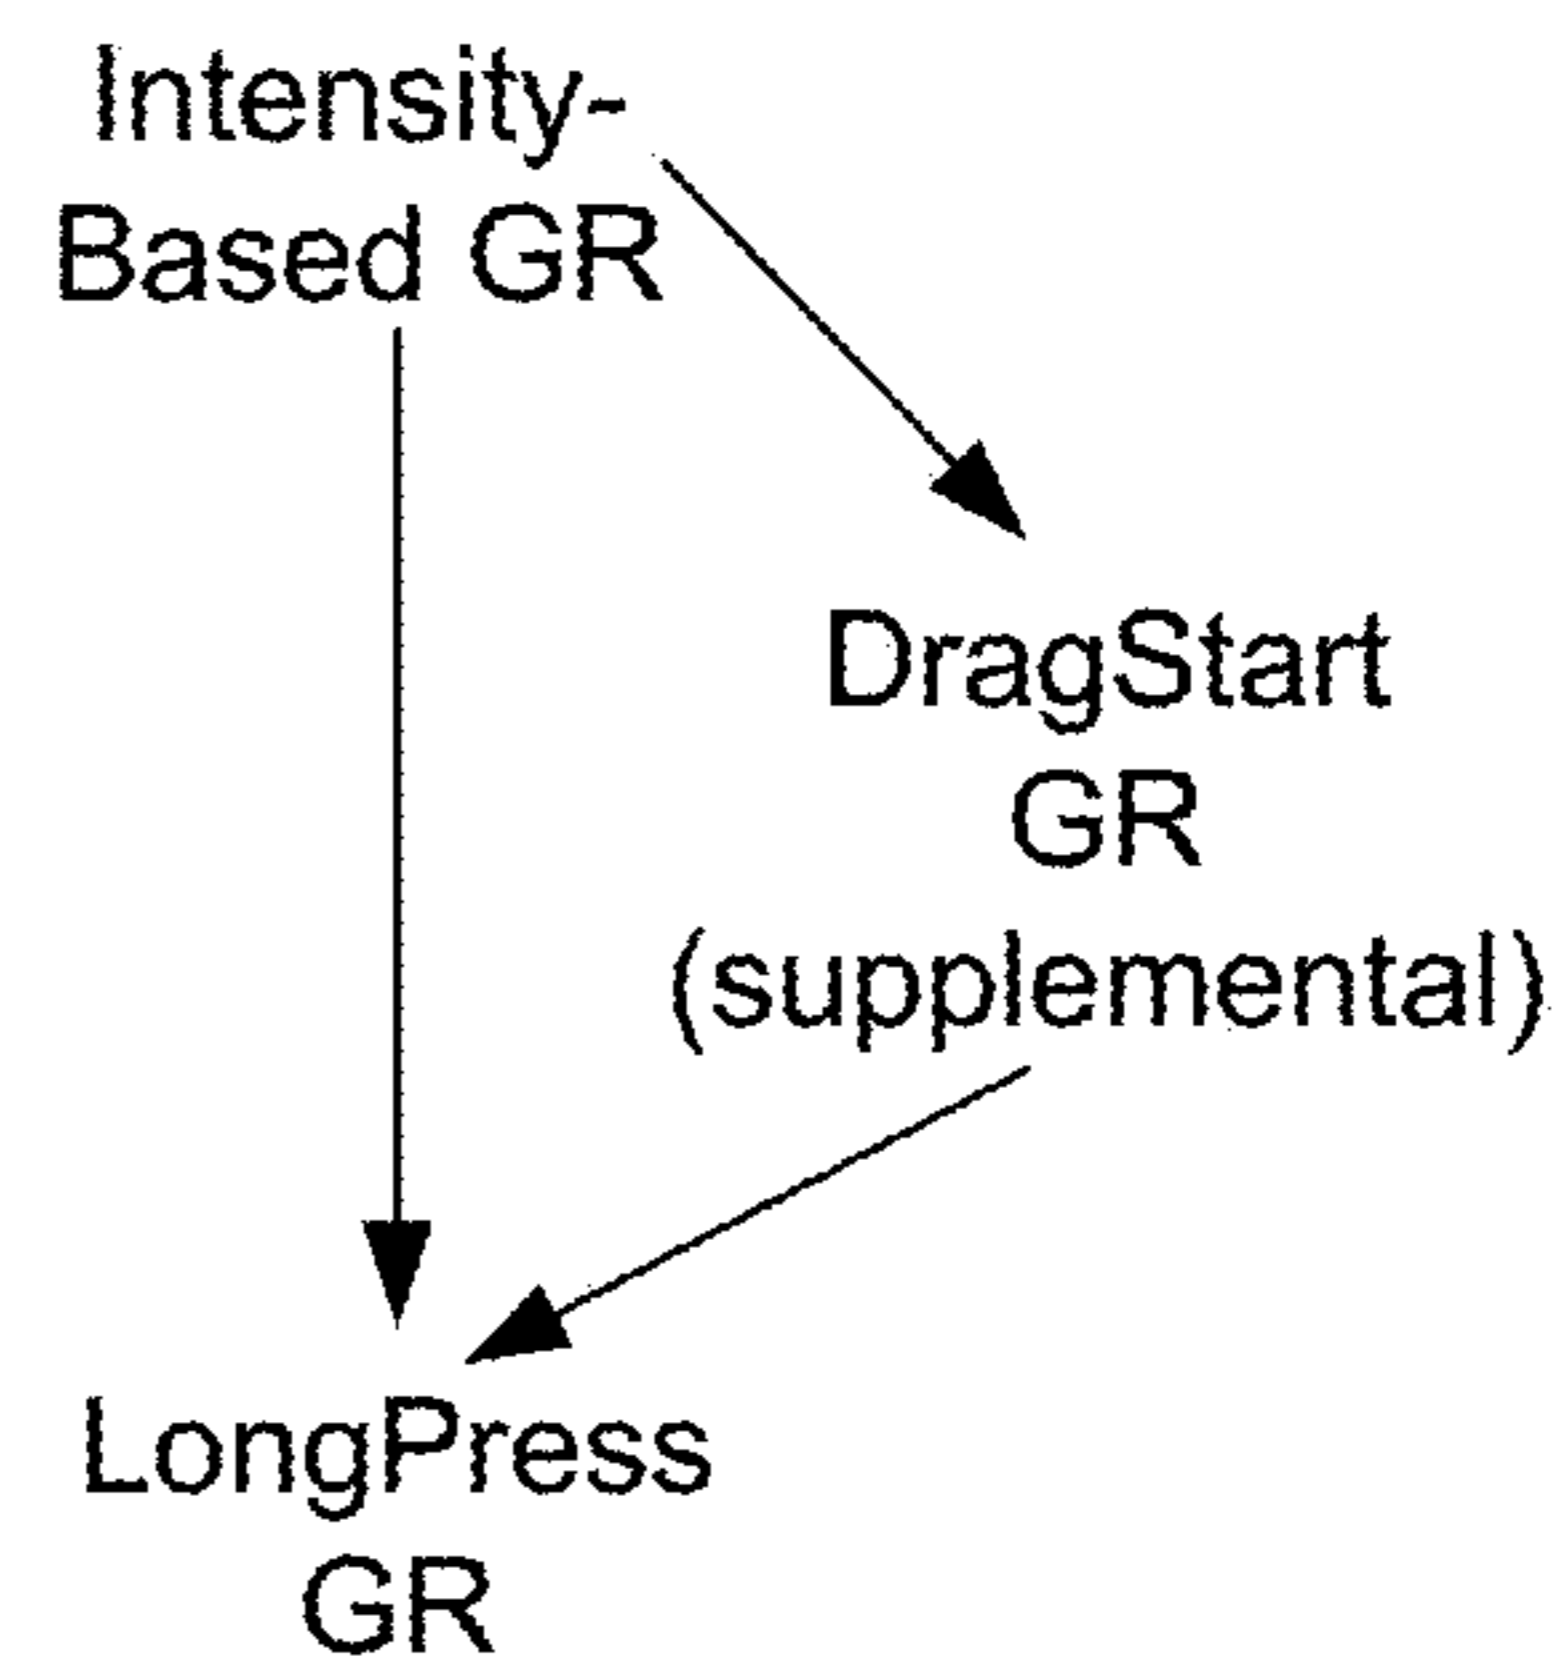 Intensity-
Based GR
DragStart
GR
(supplemental)
LongPress
GR